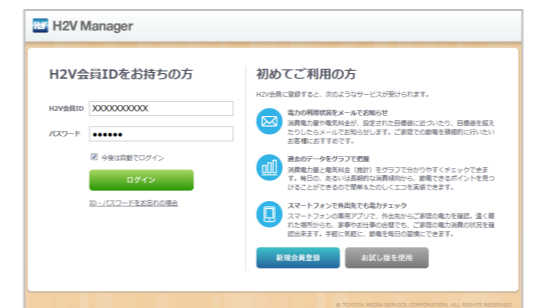 H2V H2V Manager
H2V会員IDをお持ちの方
H2V会員ID XXXXXXXXXXX
パスワード ●●●●●●
今後は自動でログイン
ログイン
ID・パスワードをお忘れの場合
初めてご利用の方
H2V会員に登録すると、次のようなサービスが受けられます。
電力の利用状況をメールでお知らせ
消費電力量や電気料金が、設定された目標値に近づいたり、目標値を超え
たりしたらメールでお知らせします。ご家庭での節電を積極的に行いたい
お客様におすすめです。
過去のデータをグラフで把握
消費電力量と電気料金（推計）をグラフで分かりやすくチェックできま
す。毎日の、あるいは長期的な消費傾向から、節電できるポイントを見つ
けることができるので簡単&たのしくエコを実感できます。
スマートフォンで外出先でも電力チェック
スマートフォンの専用アプリで、外出先からご家庭の電力を確認。遠く離
れた場所からも、家事やお仕事の合間でも、ご家庭の電力消費の状況を確
認出来ます。手軽に気軽に、節電を毎日の習慣にできます。
新規会員登録 お試し版を使用
© TOYOTA MEDIA SERVICE CORPORATION. ALL RIGHTS RESERVED.